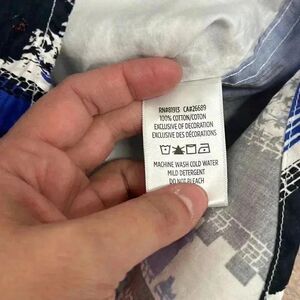 RN#81913 CA#26689
100% COTTON/COTON
EXCLUSIVE OF DECORATION
EXCLUSIVE DES DÉCORATIONS
MACHINE WASH COLD WATER
MILD DETERGENT
DO NOT BLEACH